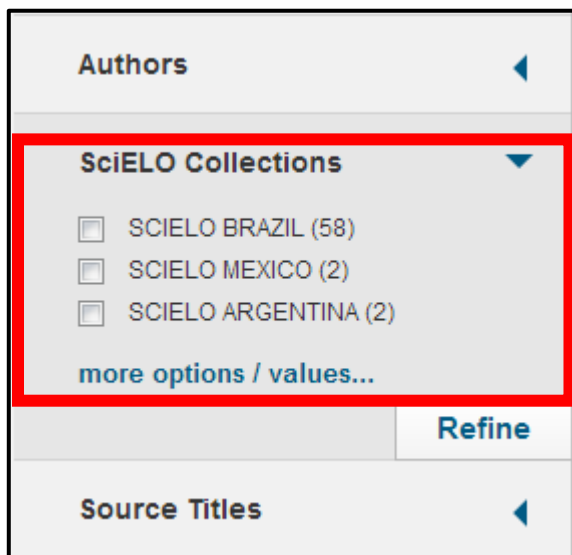 Authors
SciELO Collections
SCIELO BRAZIL (58)
SCIELO MEXICO (2)
SCIELO ARGENTINA (2)
more options / values...
Refine
Source Titles